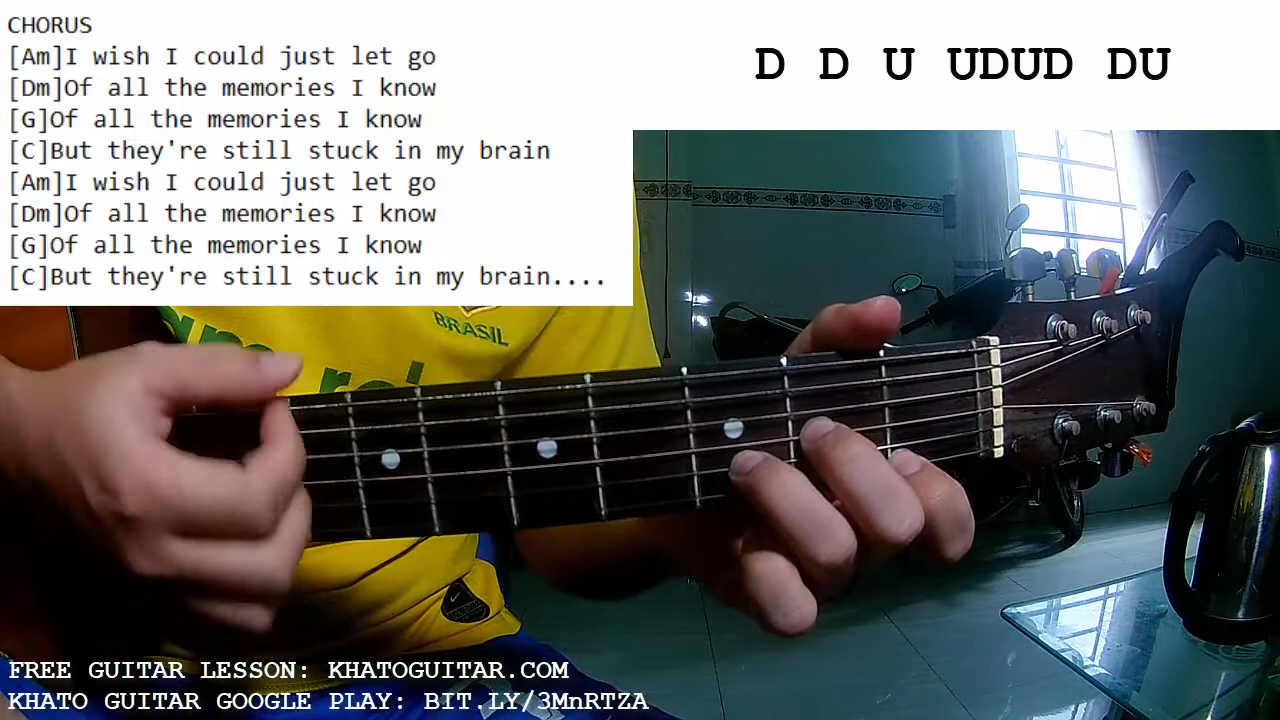 CHORUS
[Am]I wish I could just let go
[Dm]Of all the memories I know
[G]Of all the memories I know
[C]But they're still stuck in my brain
[Am]I wish I could just let go
[Dm]Of all the memories I know
[G]Of all the memories I know
[C]But they're still stuck in my brain....
D D U UDUD DU
BRASIL
FREE GUITAR LESSON: KHATOGUITAR.COM
KHATO GUITAR GOOGLE PLAY: BIT.LY/3MnRTZA